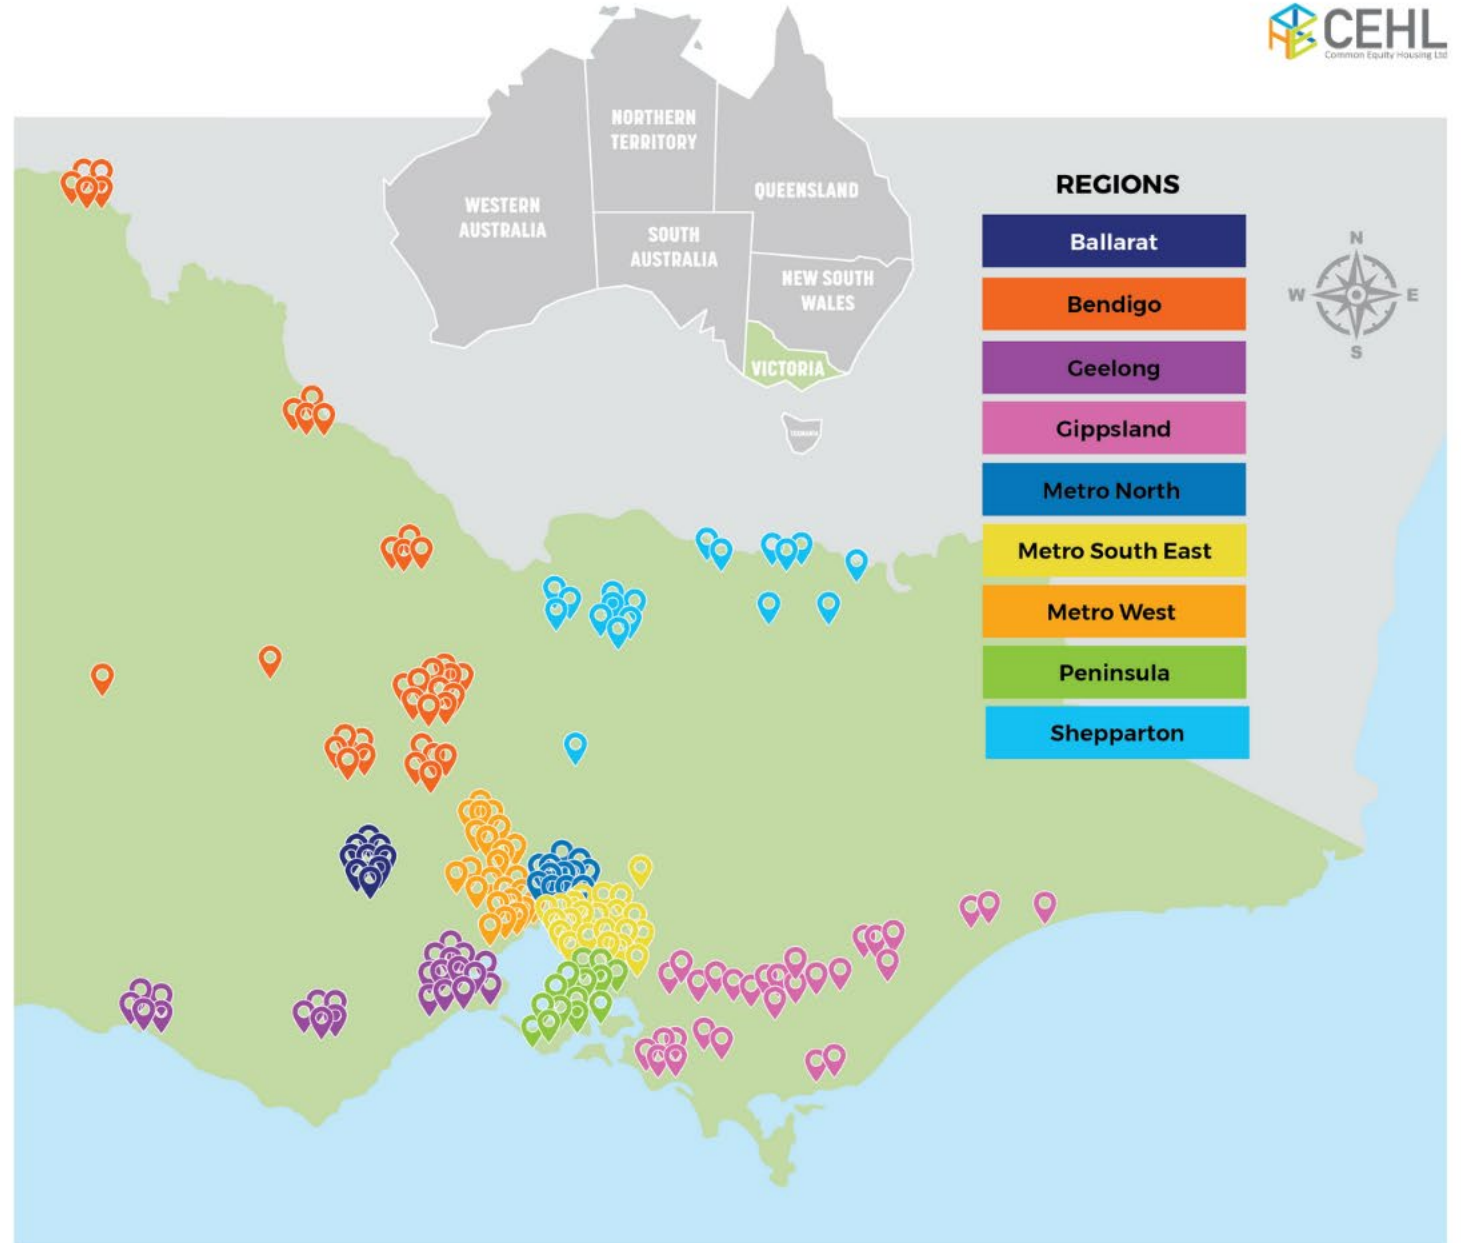 CEHL
Common Equity Housing Ltd
NORTHERN
TERRITORY
QUEENSLAND
WESTERN
AUSTRALIA
SOUTH
AUSTRALIA
NEW SOUTH
WALES
VICTORIA
TASMANIA
REGIONS
Ballarat
Bendigo
Geelong
Gippsland
Metro North
Metro South East
Metro West
Peninsula
Shepparton
N
W
E
S